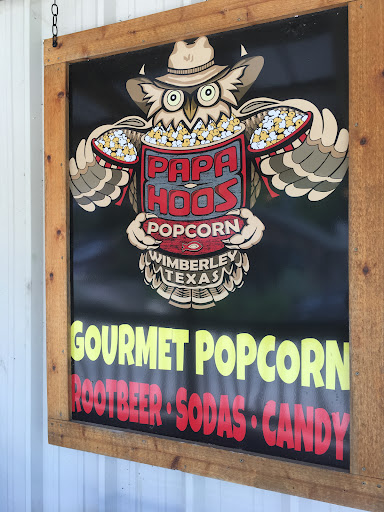 PAPA
HOOS
POPCORN
WIMBERLEY
TEXAS
GOURMET POPCORN
ROOTBEER • SODAS • CANDY